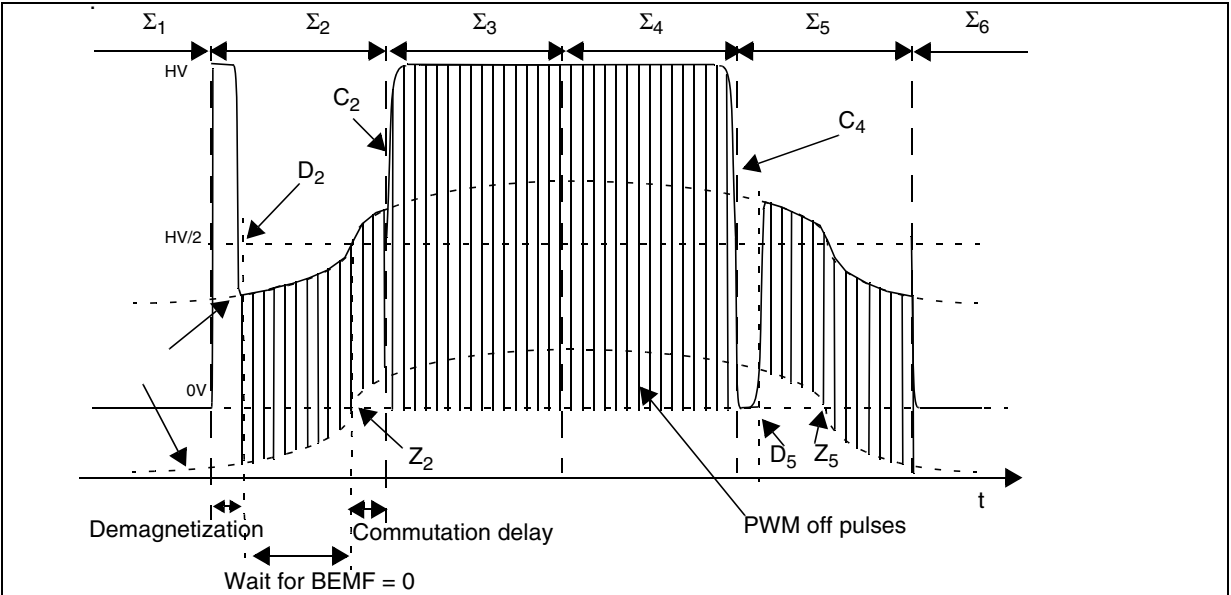 Σ1 Σ2 Σ3 Σ4 Σ5 Σ6
HV
C2
C4
D2
HV/2
0V
Z2
D5 Z5
t
Demagnetization
Commutation delay
PWM off pulses
Wait for BEMF = 0